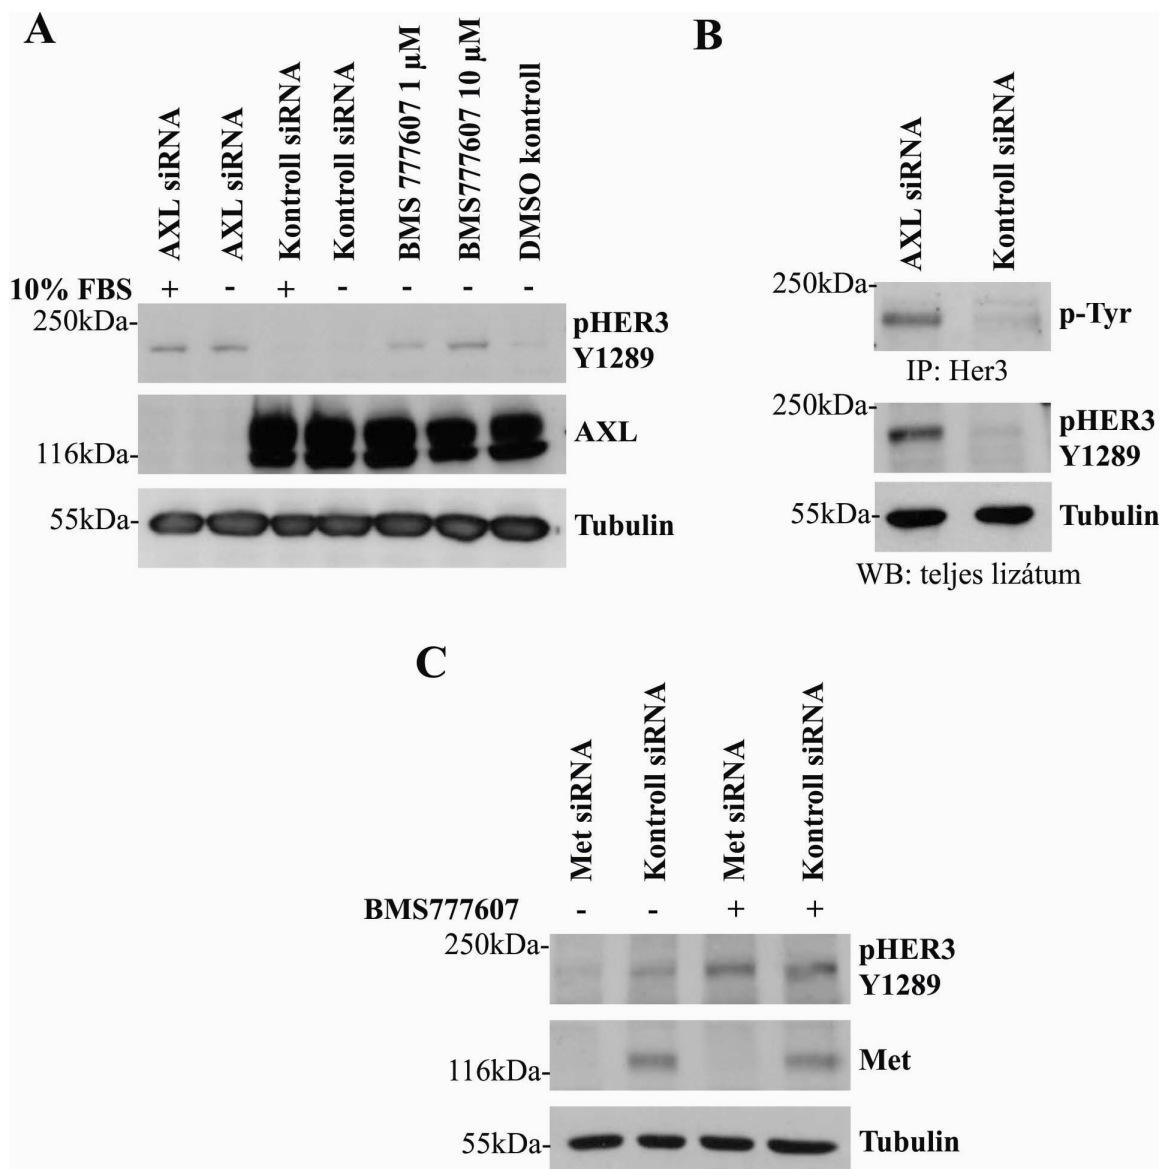 A
AXL siRNA
AXL siRNA
Kontroll siRNA
Kontroll siRNA
BMS 777607 1 µM
BMS777607 10 µM
DMSO kontroll
10% FBS + - + - - - -
250kDa-
pHER3
Y1289
AXL
116kDa-
55kDa-
Tubulin
B
AXL siRNA
Kontroll siRNA
250kDa-
p-Tyr
IP: Her3
250kDa-
pHER3
Y1289
55kDa-
Tubulin
WB: teljes lizátum
C
Met siRNA
Kontroll siRNA
Met siRNA
Kontroll siRNA
BMS777607 - - + +
250kDa-
pHER3
Y1289
Met
116kDa-
55kDa-
Tubulin